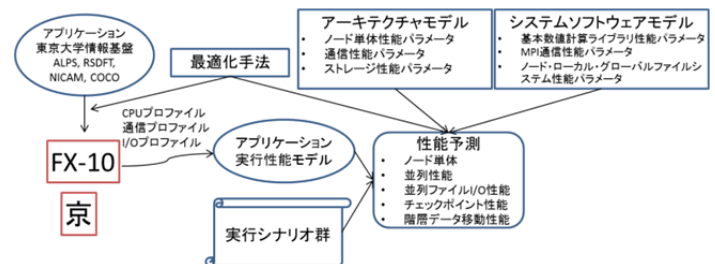 アプリケーション
東京大学情報基盤
ALPS, RSDFT,
NICAM, COCO
最適化手法
アーキテクチャモデル
• ノード単体性能パラメータ
• 通信性能パラメータ
• ストレージ性能パラメータ
システムソフトウェアモデル
• 基本数値計算ライブラリ性能パラメータ
• MPI通信性能パラメータ
• ノード・ローカル・グローバルファイルシ
ステム性能パラメータ
CPUプロファイル
通信プロファイル
I/Oプロファイル
FX-10
京
アプリケーション
実行性能モデル
実行シナリオ群
性能予測
• ノード単体
• 並列性能
• 並列ファイルI/O性能
• チェックポイント性能
• 階層データ移動性能